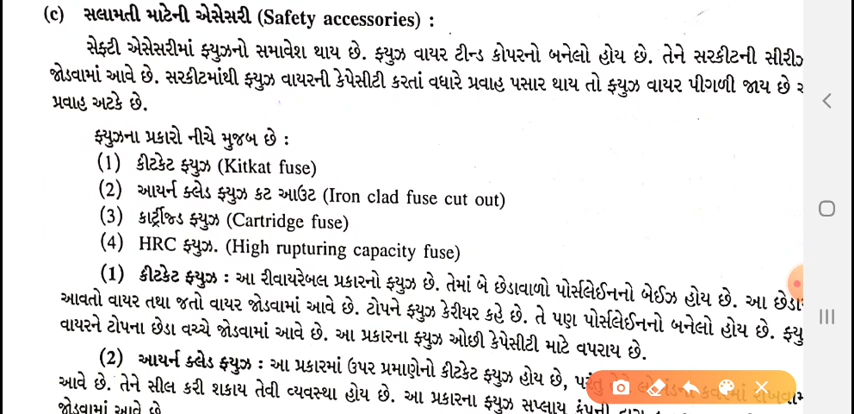 (c) સલામતી માટેની એસેસરી (Safety accessories) :
સેફ્ટી એસેસરીમાં ફ્યુઝનો સમાવેશ થાય છે. ફ્યુઝ વાયર ટીન્ડ કોપરનો બનેલો હોય છે. તેને સરકીટની સીરીઝ
જોડવામાં આવે છે. સરકીટમાંથી ફ્યુઝ વાયરની કેપેસીટી કરતાં વધારે પ્રવાહ પસાર થાય તો ફ્યુઝ વાયર પીગળી જાય છે
પ્રવાહ અટકે છે.
ફ્યુઝના પ્રકારો નીચે મુજબ છે :
(1) કીટકેટ ફ્યુઝ (Kitkat fuse)
(2) આયર્ન ક્લેડ ફ્યુઝ કટ આઉટ (Iron clad fuse cut out)
(3) કાર્ટ્રીજડ ફ્યુઝ (Cartridge fuse)
(4) HRC ફ્યુઝ. (High rupturing capacity fuse)
(1) કીટકેટ ફ્યુઝ : આ રીવાયરેબલ પ્રકારનો ફ્યુઝ છે. તેમાં બે છેડાવાળો પોર્સલેઈનનો બેઈઝ હોય છે. આ છેડા
આવતો વાયર તથા જતો વાયર જોડવામાં આવે છે. ટોપને ફ્યુઝ કેરીયર કહે છે. તે પણ પોર્સલેઈનનો બનેલો હોય છે. ફ્યુ
વાયરને ટોપના છેડા વચ્ચે જોડવામાં આવે છે. આ પ્રકારના ફ્યુઝ ઓછી કેપેસીટી માટે વપરાય છે.
(2) આયર્ન ક્લેડ ફ્યુઝ : આ પ્રકારમાં ઉપર પ્રમાણેનો કીટકેટ ફ્યુઝ હોય છે, પરંતુ
આવે છે. તેને સીલ કરી શકાય તેવી વ્યવસ્થા હોય છે. આ પ્રકારના ફ્યુઝ સપ્લાય કંપની
જોડવામાં આવે છે